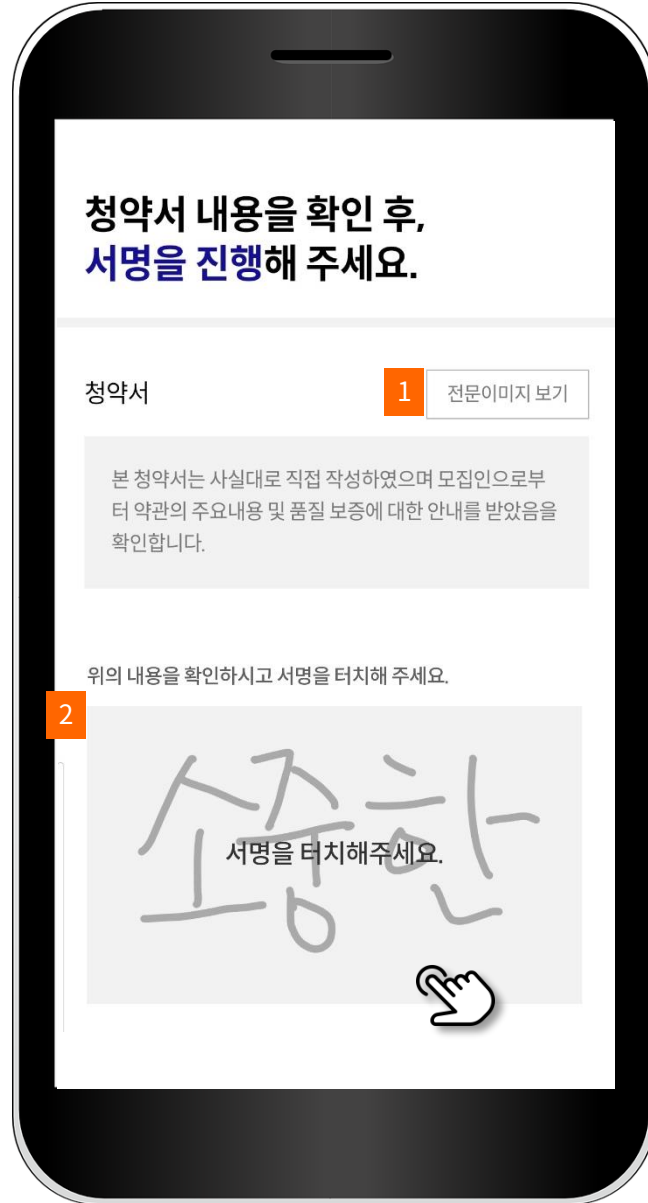 청약서 내용을 확인 후,
서명을 진행해 주세요.
청약서
1
전문이미지 보기
본 청약서는 사실대로 직접 작성하였으며 모집인으로부
터 약관의 주요내용 및 품질 보증에 대한 안내를 받았음을
확인합니다.
위의 내용을 확인하시고 서명을 터치해 주세요.
2
소중한
서명을 터치해주세요.